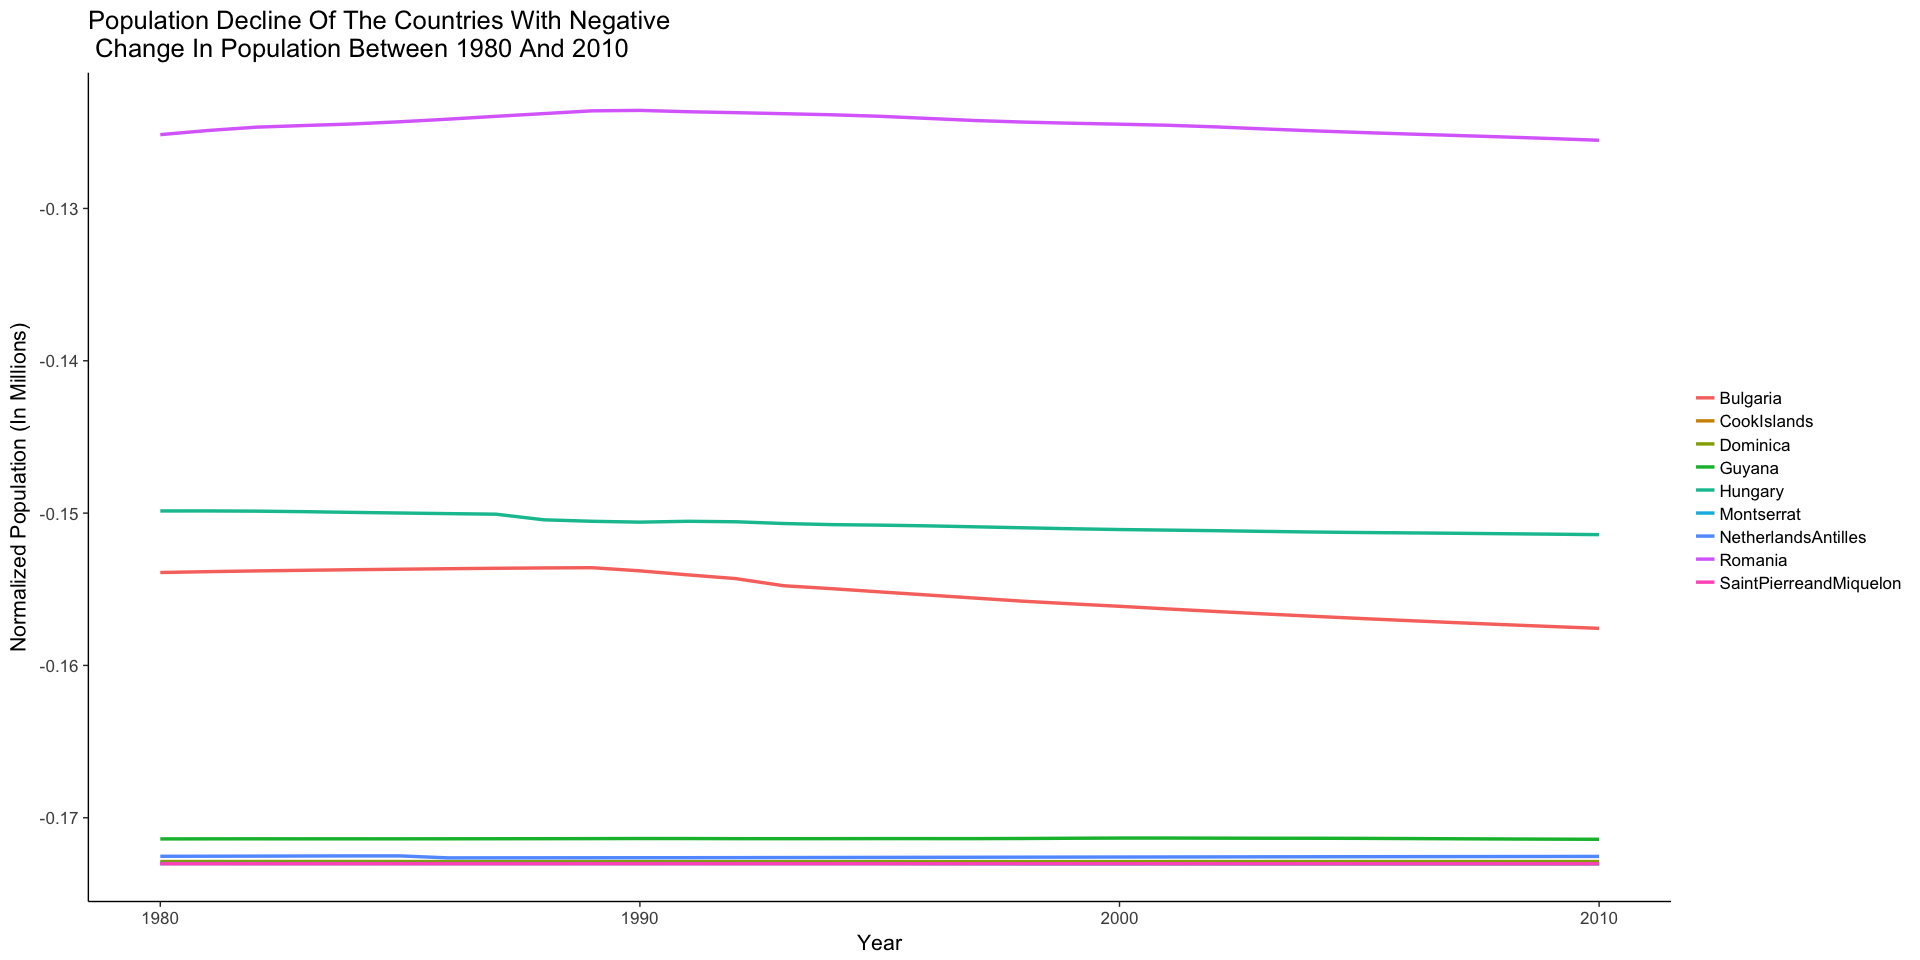 Population Decline Of The Countries With Negative
Change In Population Between 1980 And 2010
Normalized Population (In Millions)
-0.13
-0.14
-0.15
-0.16
-0.17
1980
1990
2000
2010
Year
Bulgaria
CookIslands
Dominica
Guyana
Hungary
Montserrat
NetherlandsAntilles
Romania
SaintPierreandMiquelon